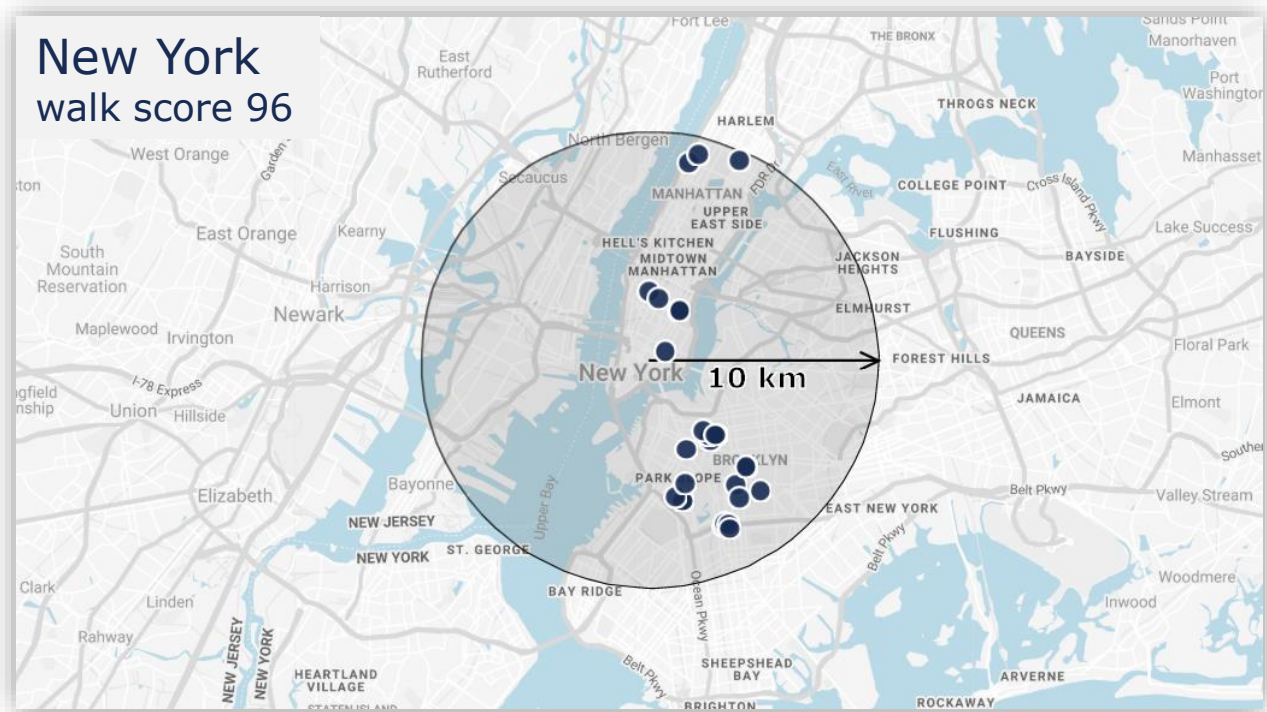 New York
walk score 96
Fort Lee
THE BRONX
Sands Point
Manorhaven
East
Rutherford
Port
Washington
THROGS NECK
HARLEM
North Bergen
West Orange
Garden
Manhasset
Secaucus
MANHATTAN
FDR Dr
East River
COLLEGE POINT
Cross Island Pkwy
UPPER
EAST SIDE
Lake Success
East Orange
Kearny
FLUSHING
HELL'S KITCHEN
MIDTOWN
MANHATTAN
South
Mountain
Reservation
JACKSON
HEIGHTS
BAYSIDE
Harrison
Newark
ELMHURST
Maplewood
Irvington
QUEENS
Floral Park
New York
10 km
FOREST HILLS
I-78 Express
Union
Hillside
JAMAICA
Elmont
BROOKLYN
PARK SLOPE
Bayonne
Elizabeth
Upper Bay
Belt Pkwy
Valley Stream
EAST NEW YORK
NEW JERSEY
NEW YORK
ST. GEORGE
Belt Pkwy
Clark
Linden
BAY RIDGE
Ocean Pkwy
Woodmere
Inwood
Rahway
NEW JERSEY
NEW YORK
HEARTLAND
VILLAGE
STATEN ISLAND
Belt Pkwy
SHEEPSHEAD
BAY
BRIGHTON
ARVERNE
ROCKAWAY